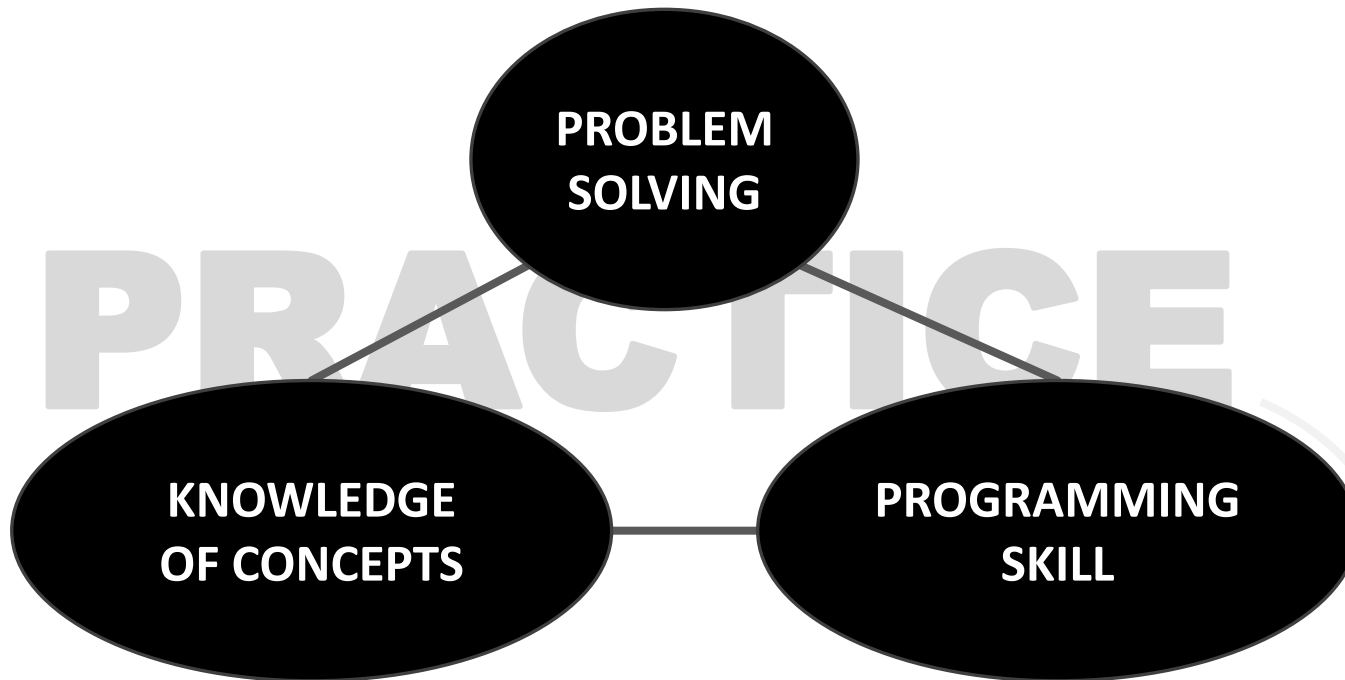 PROBLEM
SOLVING
PRACTICE
KNOWLEDGE
OF CONCEPTS
PROGRAMMING
SKILL